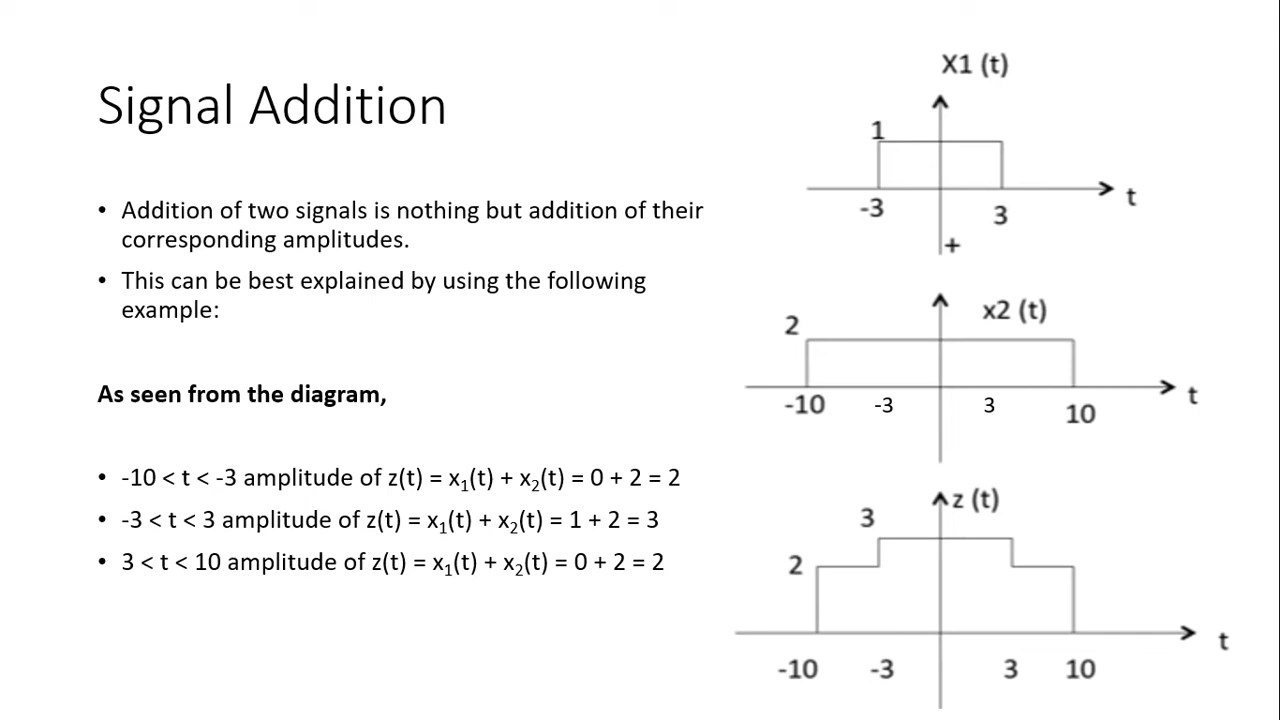 Signal Addition
• Addition of two signals is nothing but addition of their
corresponding amplitudes.
• This can be best explained by using the following
example:
As seen from the diagram,
• -10 < t < -3 amplitude of z(t) = x₁(t) + x₂(t) = 0 + 2 = 2
• -3 < t < 3 amplitude of z(t) = x₁(t) + x₂(t) = 1 + 2 = 3
• 3 < t < 10 amplitude of z(t) = x₁(t) + x₂(t) = 0 + 2 = 2
X1 (t)
1
t
-3 3
+
x2 (t)
2
t
-10 -3 3 10
z (t)
3
2
t
-10 -3 3 10